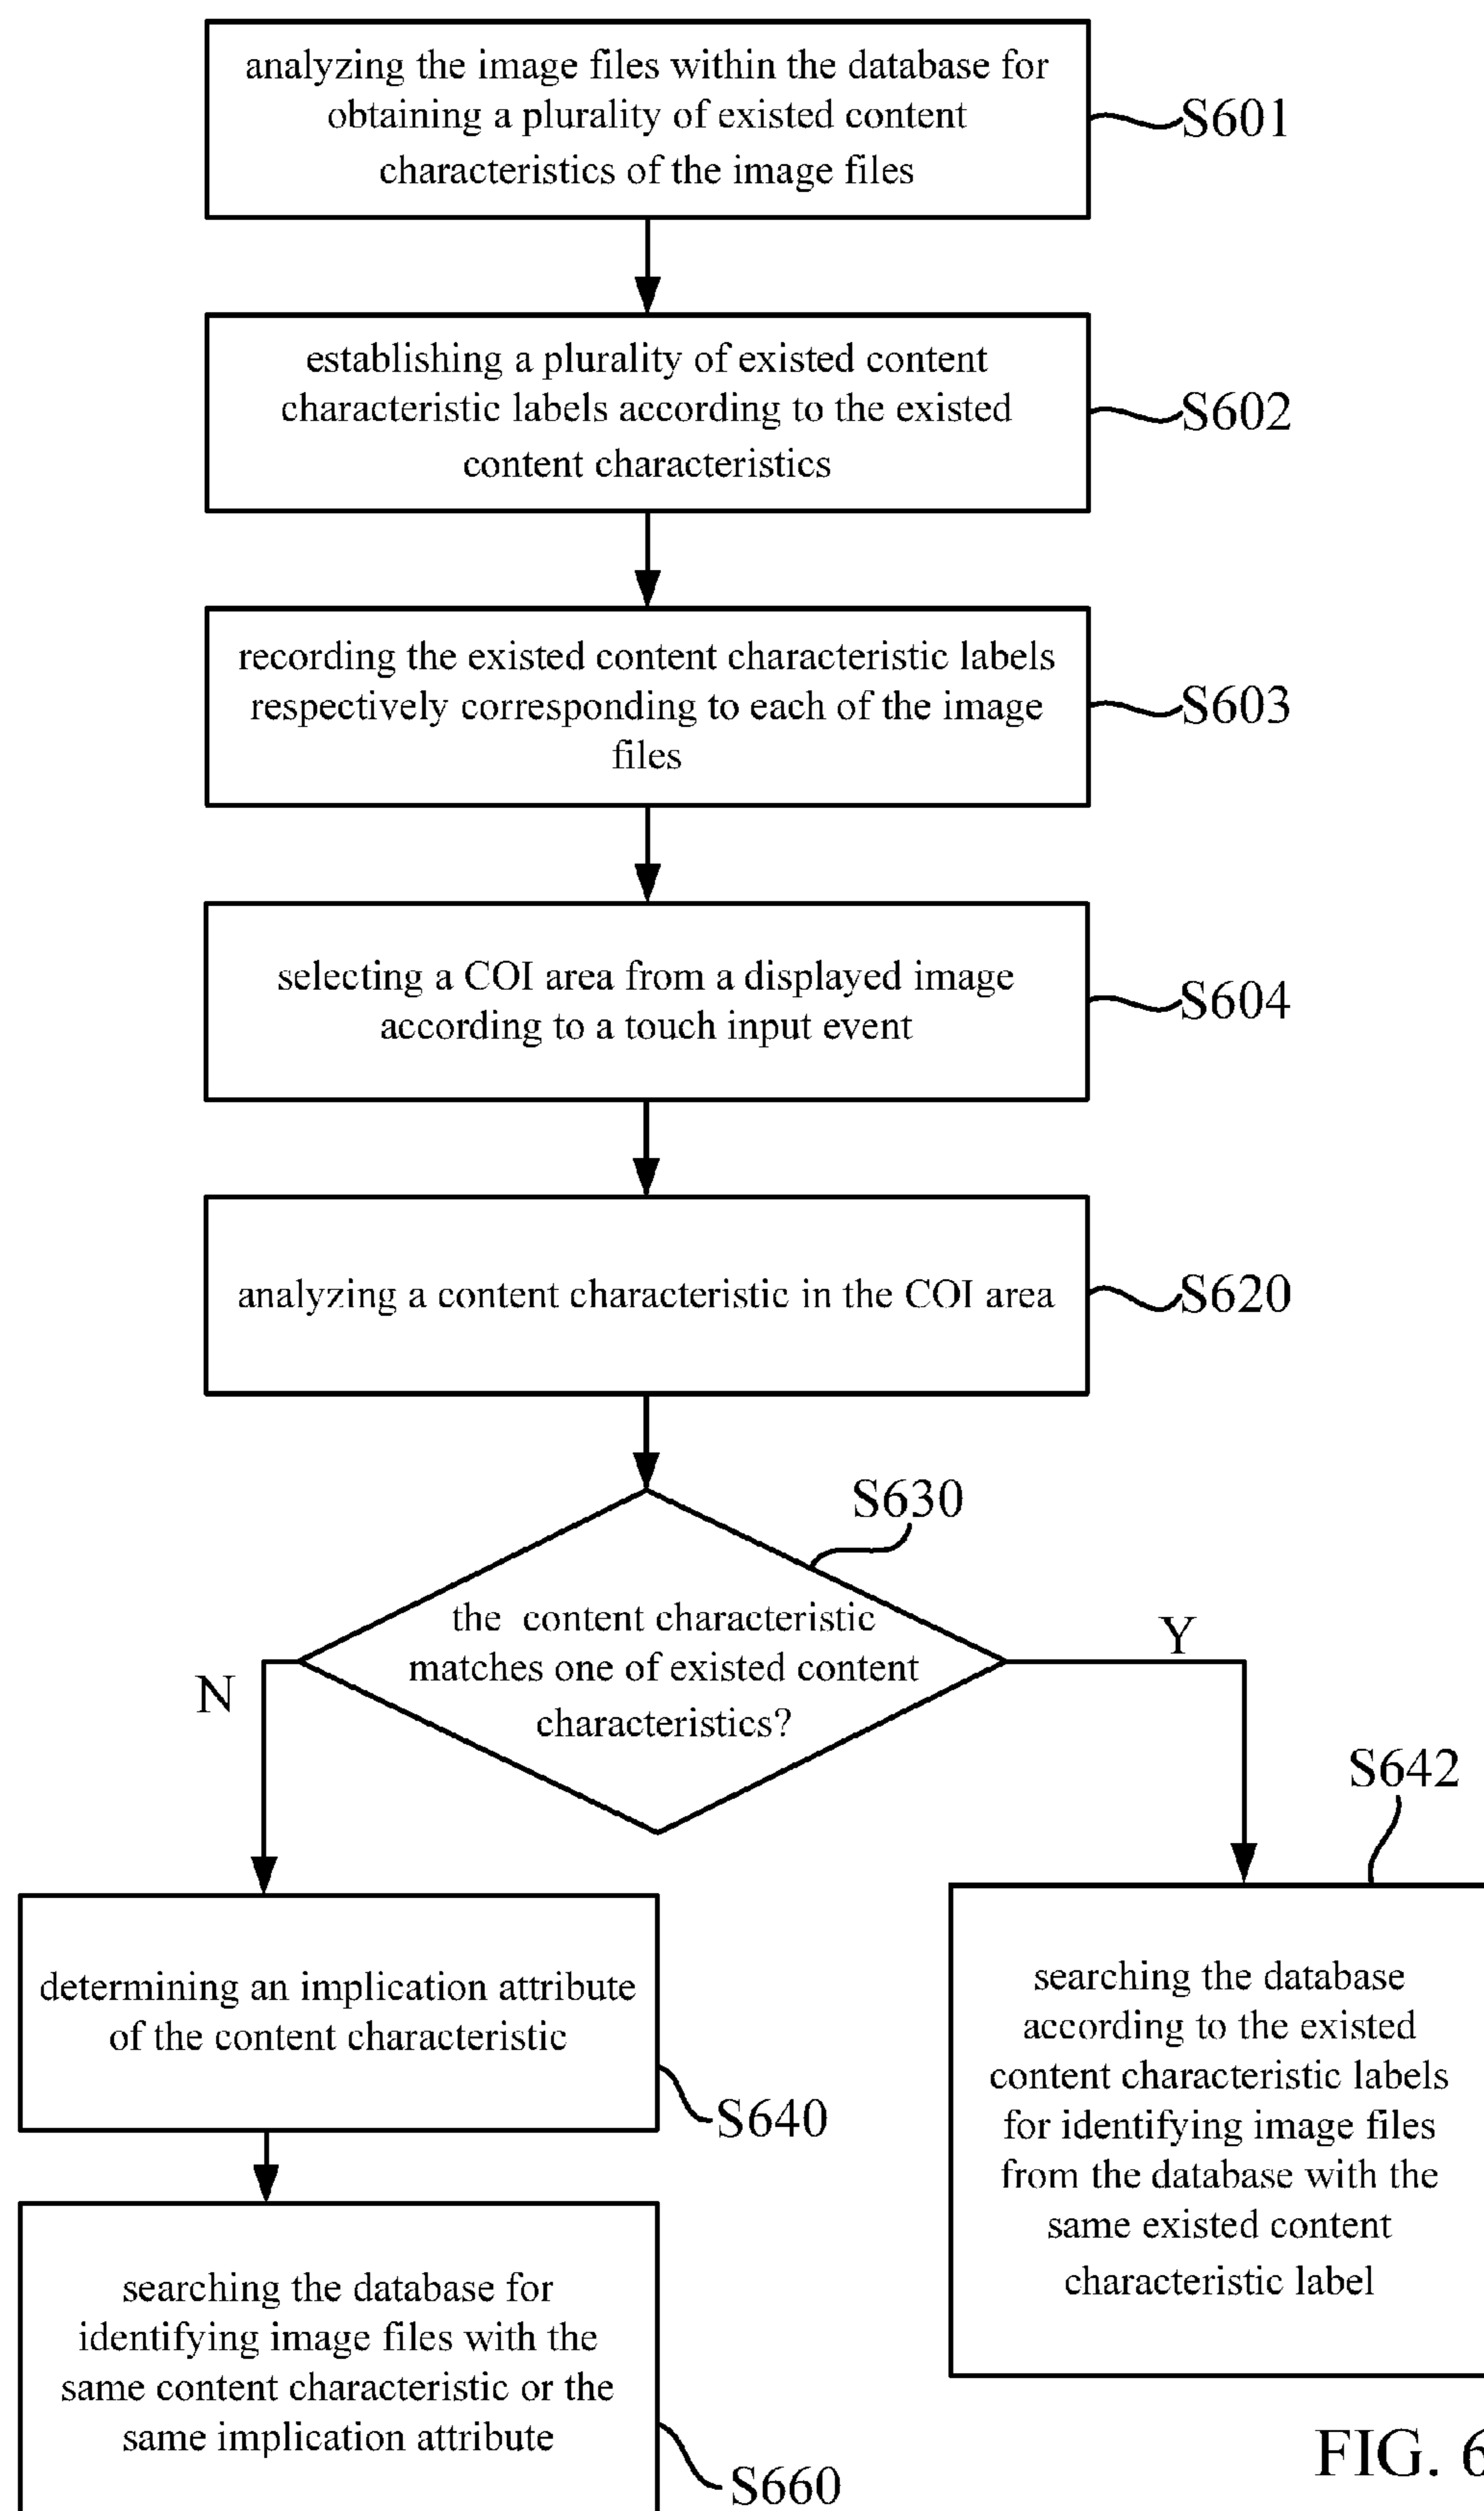 analyzing the image files within the database for
obtaining a plurality of existed content
characteristics of the image files
S601
establishing a plurality of existed content
characteristic labels according to the existed
content characteristics
S602
recording the existed content characteristic labels
respectively corresponding to each of the image
files
S603
selecting a COI area from a displayed image
according to a touch input event
S604
analyzing a content characteristic in the COI area
S620
S630
the content characteristic
matches one of existed content
characteristics?
N
Y
S642
determining an implication attribute
of the content characteristic
S640
searching the database
according to the existed
content characteristic labels
for identifying image files
from the database with the
same existed content
characteristic label
searching the database for
identifying image files with the
same content characteristic or the
same implication attribute
S660
FIG. 6